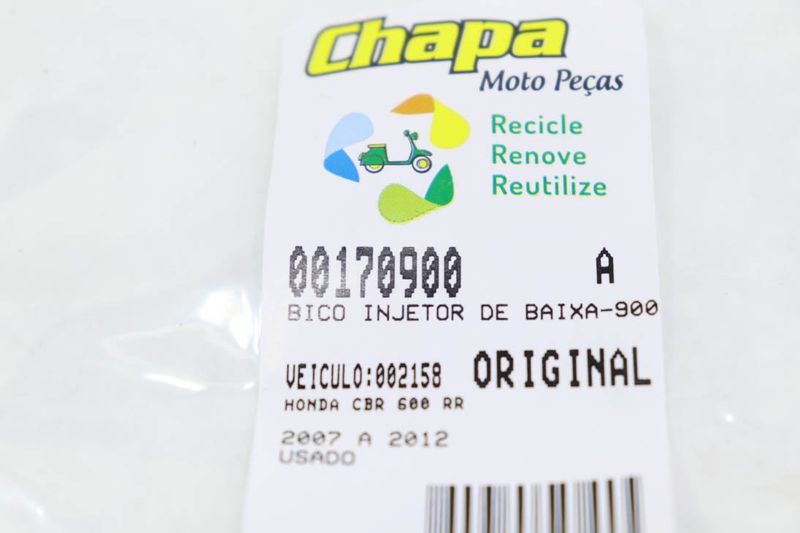 Chapa
Moto Peças
Recicle
Renove
Reutilize
00170900 A
BICO INJETOR DE BAIXA-900
VEICULO:002158 ORIGINAL
HONDA CBR 600 RR
2007 A 2012
USADO